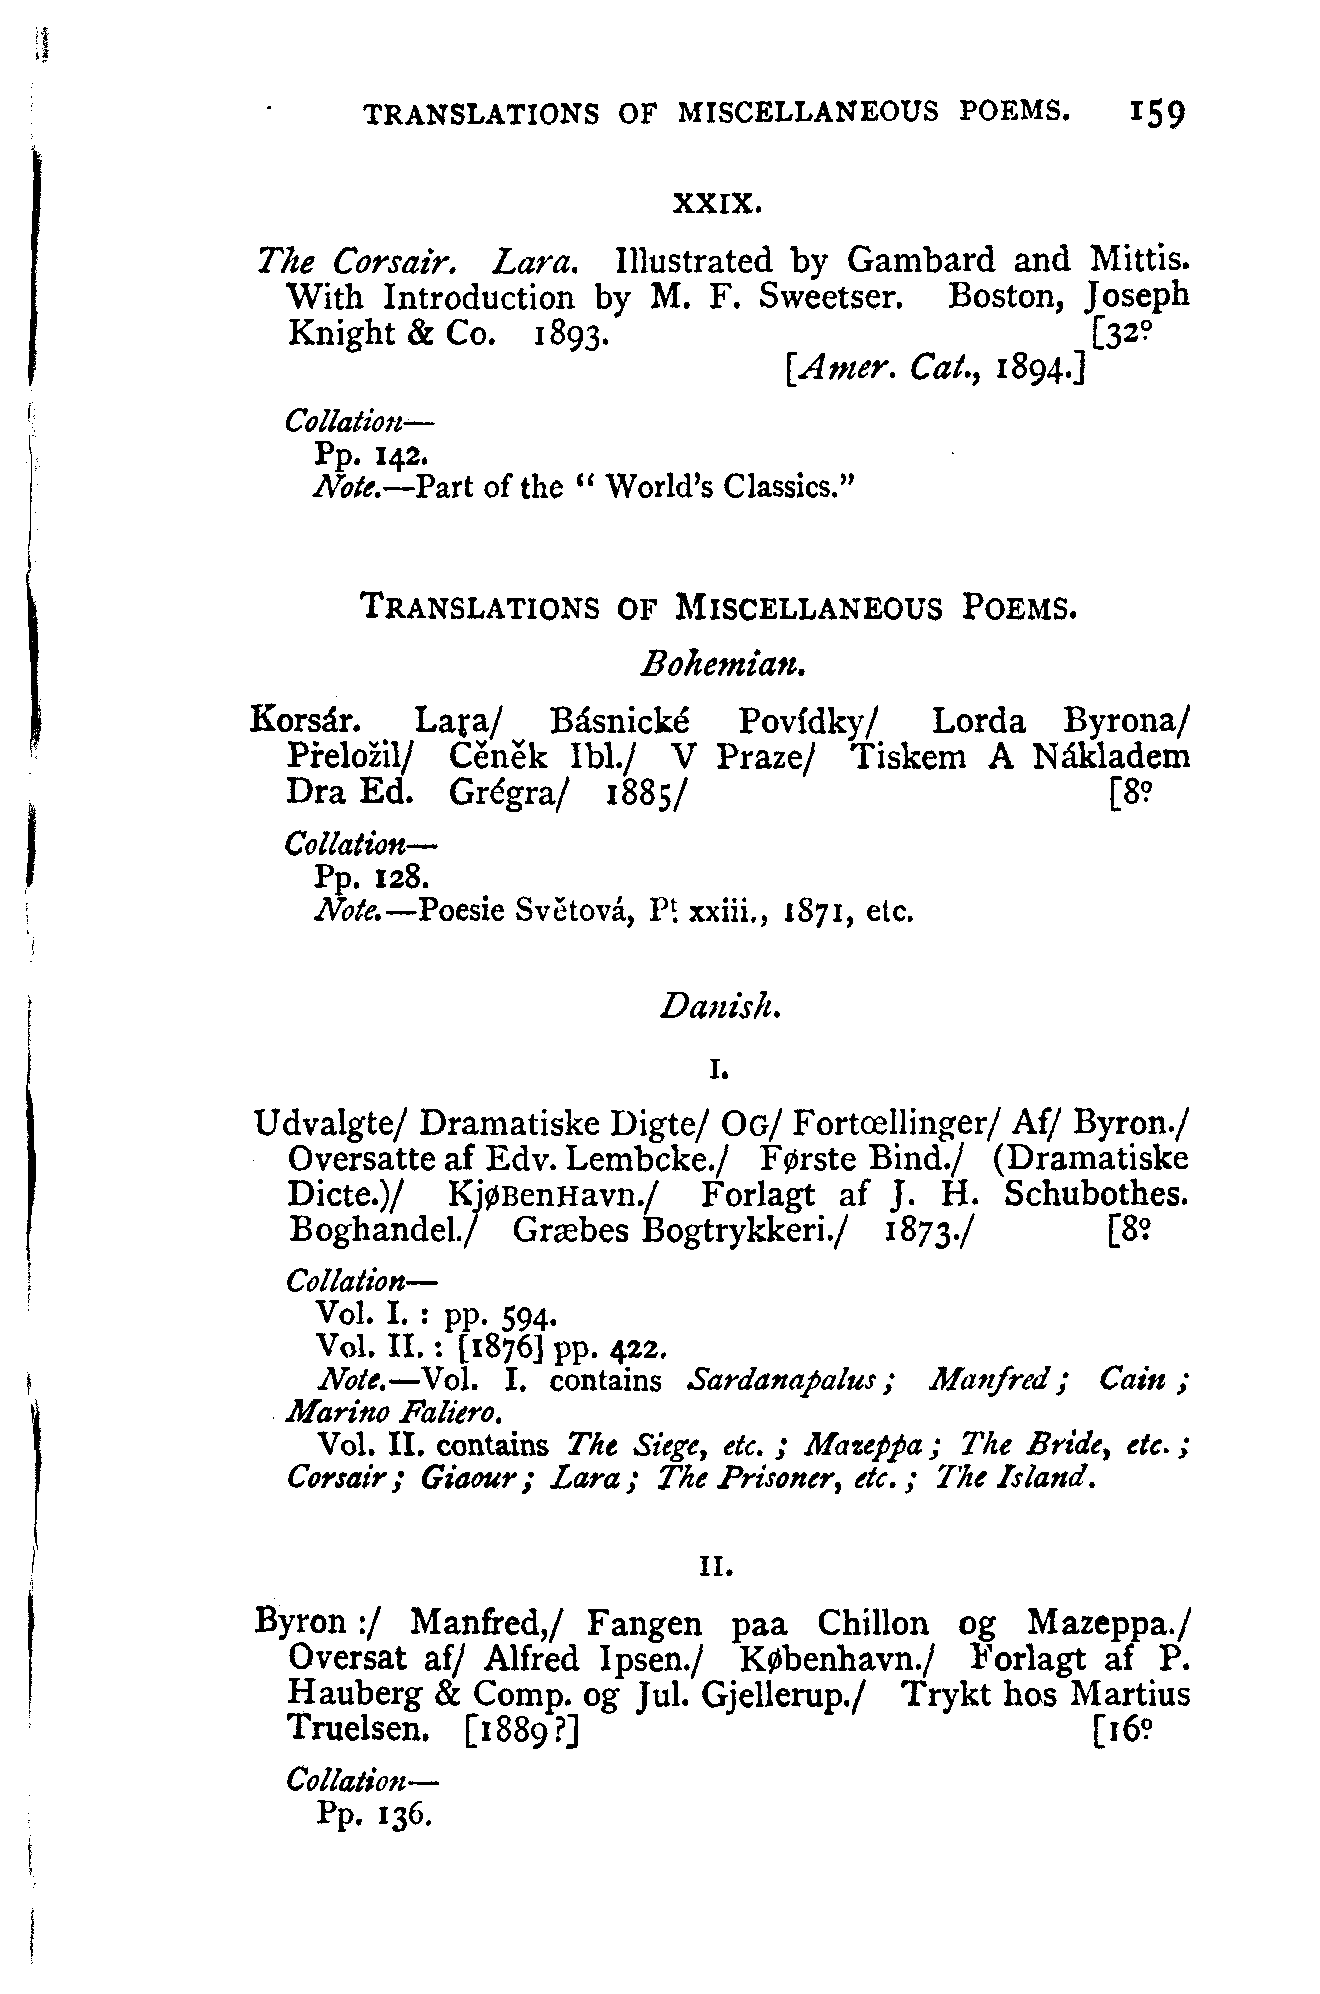 TRANSLATIONS OF MISCELLANEOUS POEMS. 159
XXIX.
The Corsair. Lara. Illustrated by Gambard and Mittis.
With Introduction by M. F. Sweetser. Boston, Joseph
Knight & Co. 1893. [32º
[Amer. Cat., 1894.]
Collation—
Pp. 142.
Note.—Part of the “ World's Classics.”
TRANSLATIONS OF MISCELLANEOUS POEMS.
Bohemian.
Korsár. Lara/ Básnické Povídky/ Lorda Byrona/
Přeložil/ Čeněk Ibl./ V Praze/ Tiskem A Nákladem
Dra Ed. Grégra/ 1885/ [8º
Collation—
Pp. 128.
Note.—Poesie Světová, Pt. xxiii., 1871, etc.
Danish.
I.
Udvalgte/ Dramatiske Digte/ OG/ Fortœllinger/ Af/ Byron./
Oversatte af Edv. Lembcke./ Første Bind./ (Dramatiske
Dicte.)/ KjøBenHavn./ Forlagt af J. H. Schubothes.
Boghandel./ Græbes Bogtrykkeri./ 1873./ [8º
Collation—
Vol. I. : pp. 594.
Vol. II. : [1876] pp. 422.
Note.—Vol. I. contains Sardanapalus ; Manfred ; Cain ;
Marino Faliero.
Vol. II. contains The Siege, etc. ; Mazeppa ; The Bride, etc. ;
Corsair ; Giaour ; Lara ; The Prisoner, etc. ; The Island.
II.
Byron :/ Manfred,/ Fangen paa Chillon og Mazeppa./
Oversat af/ Alfred Ipsen./ København./ Forlagt af P.
Hauberg & Comp. og Jul. Gjellerup./ Trykt hos Martius
Truelsen. [1889?] [16º
Collation—
Pp. 136.